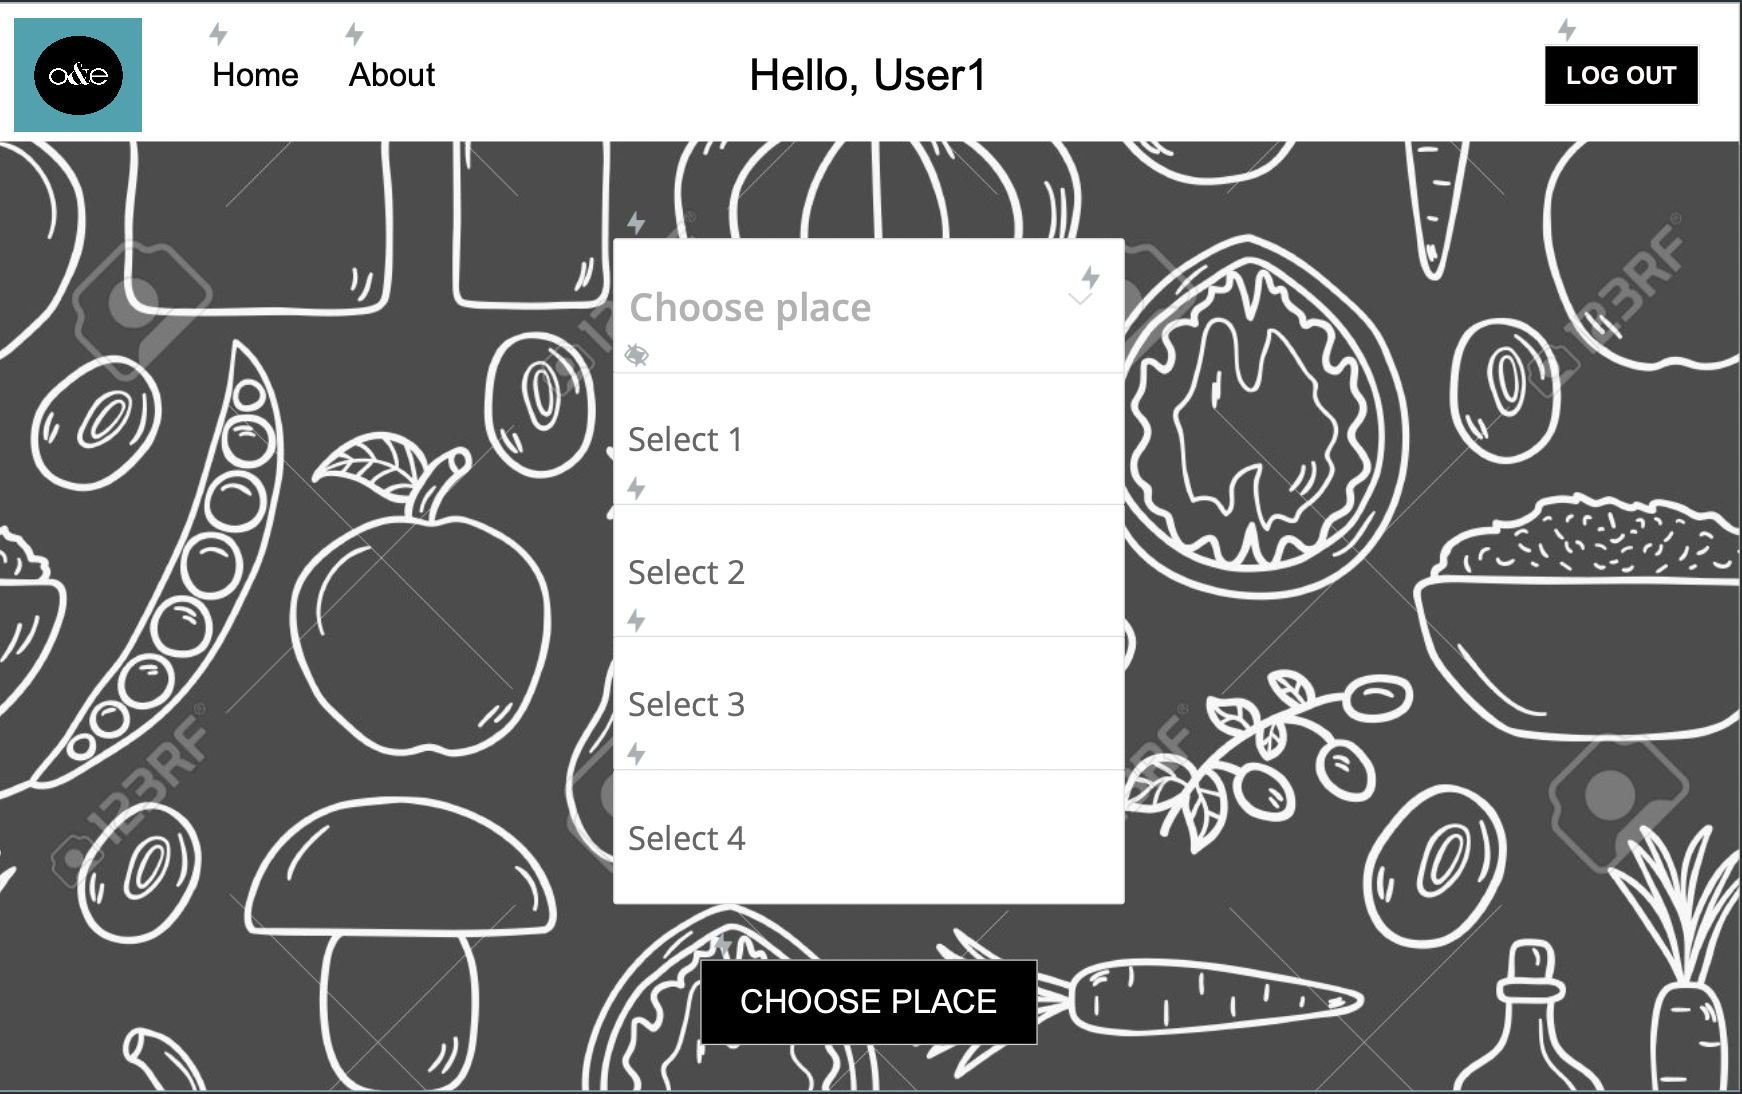 o&e
Home
About
Hello, User1
LOG OUT
Choose place
Select 1
Select 2
Select 3
Select 4
CHOOSE PLACE
123RF
123RF
123RF